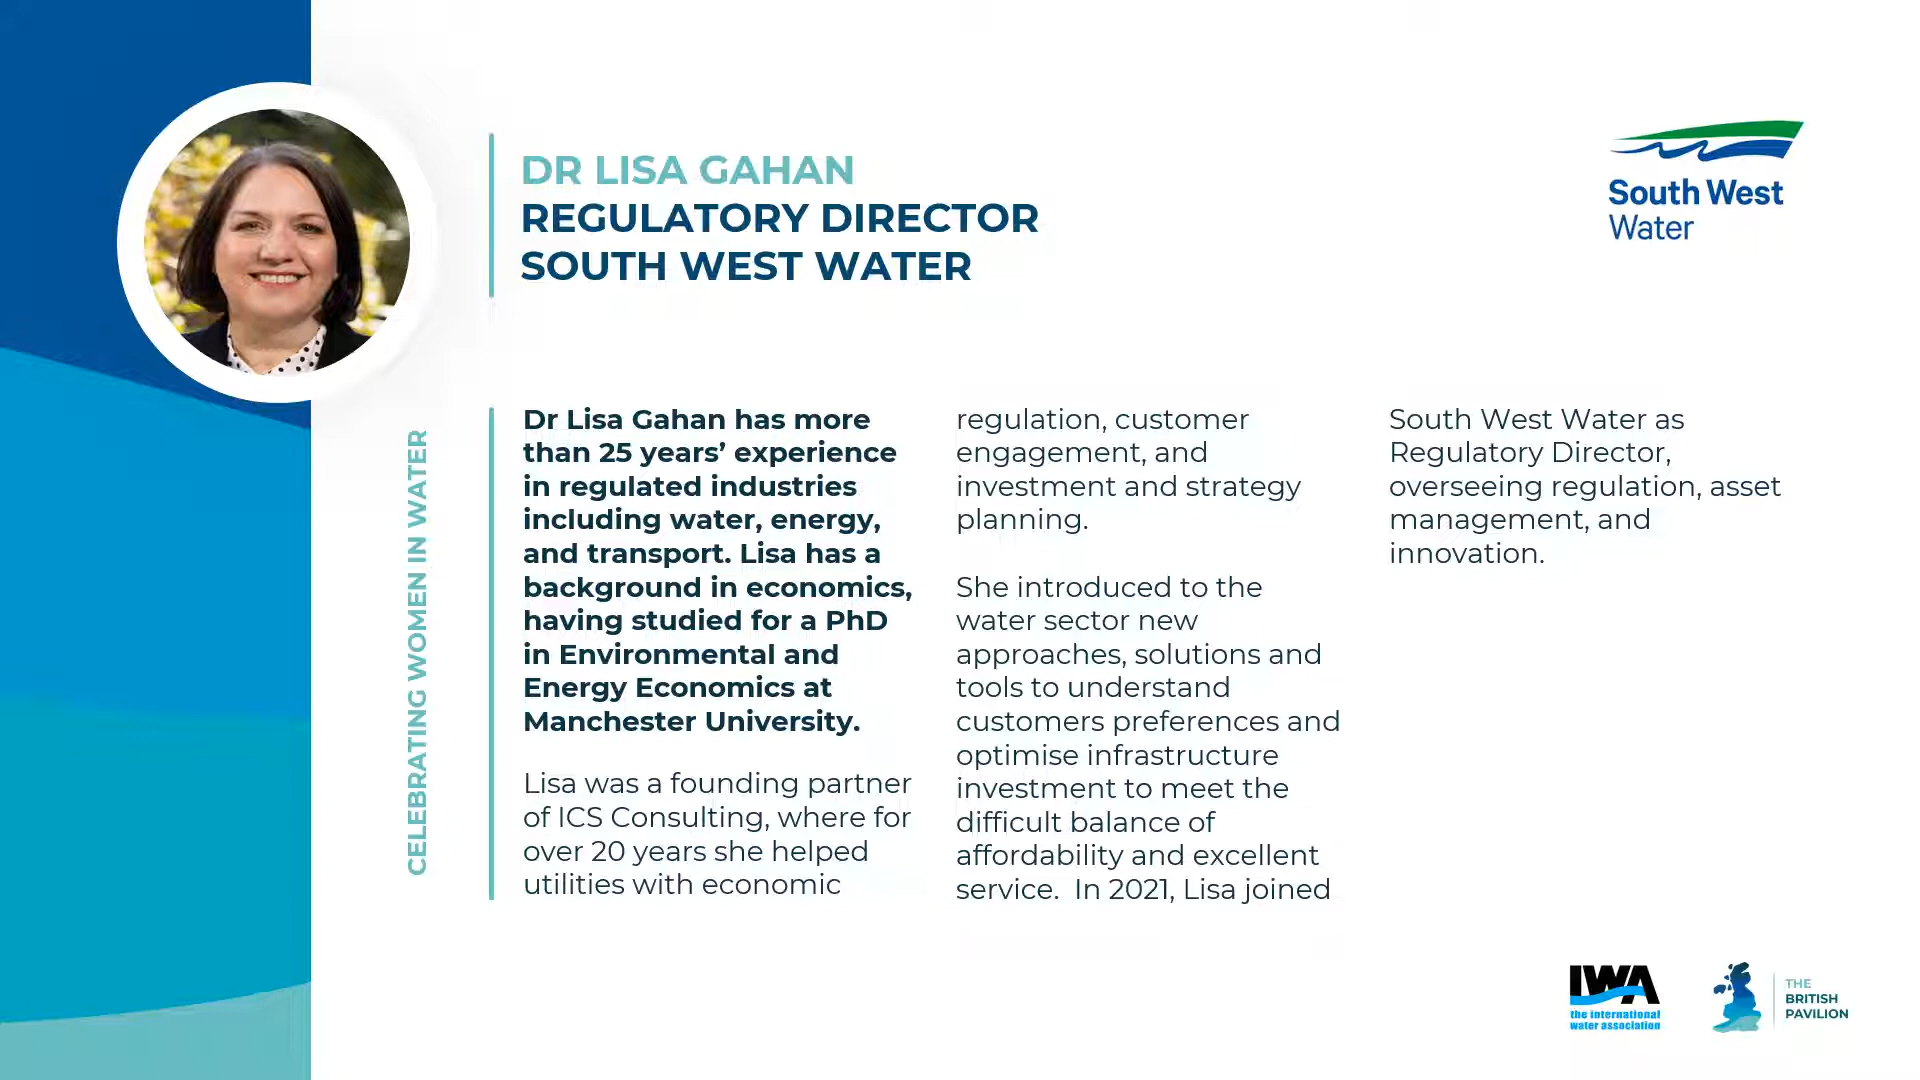 DR LISA GAHAN
REGULATORY DIRECTOR
SOUTH WEST WATER
South West
Water
CELEBRATING WOMEN IN WATER
Dr Lisa Gahan has more
than 25 years’ experience
in regulated industries
including water, energy,
and transport. Lisa has a
background in economics,
having studied for a PhD
in Environmental and
Energy Economics at
Manchester University.
Lisa was a founding partner
of ICS Consulting, where for
over 20 years she helped
utilities with economic
regulation, customer
engagement, and
investment and strategy
planning.
She introduced to the
water sector new
approaches, solutions and
tools to understand
customers preferences and
optimise infrastructure
investment to meet the
difficult balance of
affordability and excellent
service.  In 2021, Lisa joined
South West Water as
Regulatory Director,
overseeing regulation, asset
management, and
innovation.
IWA
the international
water association
THE
BRITISH
PAVILION